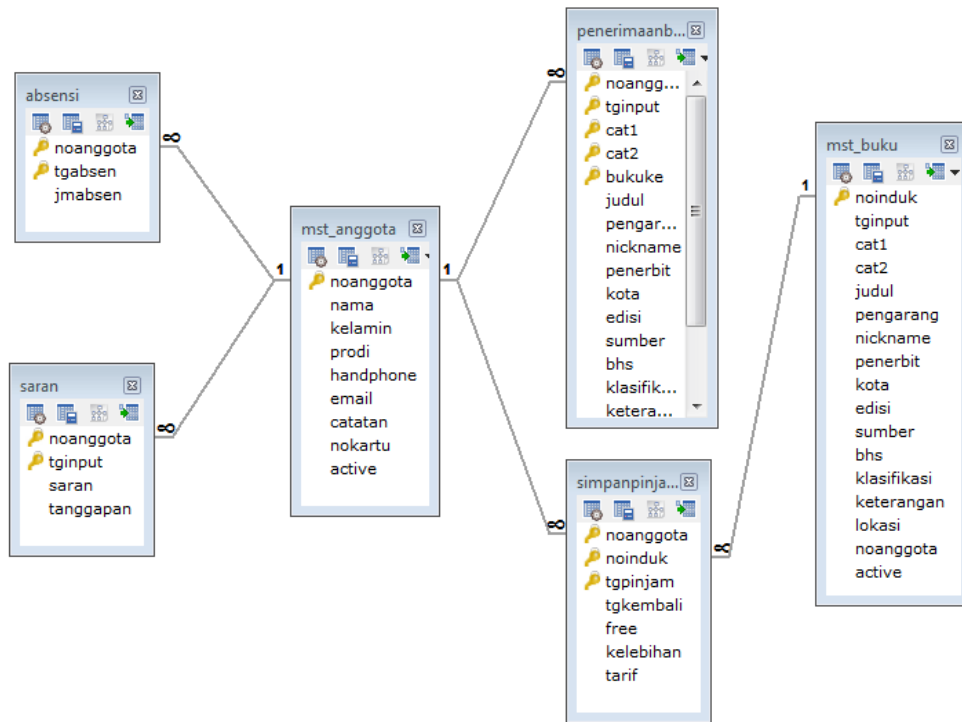 absensi
noanggota
tgabsen
jmabsen
saran
noanggota
tginput
saran
tanggapan
mst_anggota
noanggota
nama
kelamin
prodi
handphone
email
catatan
nokartu
active
penerimaanb...
noangg...
tginput
cat1
cat2
bukuke
judul
pengar...
nickname
penerbit
kota
edisi
sumber
bhs
klasifik...
ketera...
simpanpinja...
noanggota
noinduk
tgpinjam
tgkembali
free
kelebihan
tarif
mst_buku
noinduk
tginput
cat1
cat2
judul
pengarang
nickname
penerbit
kota
edisi
sumber
bhs
klasifikasi
keterangan
lokasi
noanggota
active
∞
∞
1
1
∞
∞
∞
1